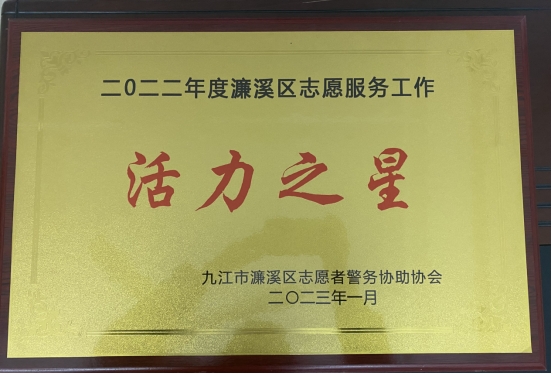 二0二二年度濂溪区志愿服务工作
活力之星
九江市濂溪区志愿者警务协助协会
二〇二三年一月